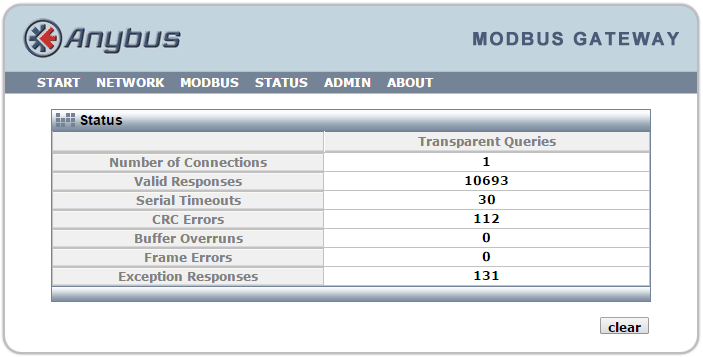 Anybus
MODBUS GATEWAY
START NETWORK MODBUS STATUS ADMIN ABOUT
Status
Transparent Queries
Number of Connections 1
Valid Responses 10693
Serial Timeouts 30
CRC Errors 112
Buffer Overruns 0
Frame Errors 0
Exception Responses 131
clear